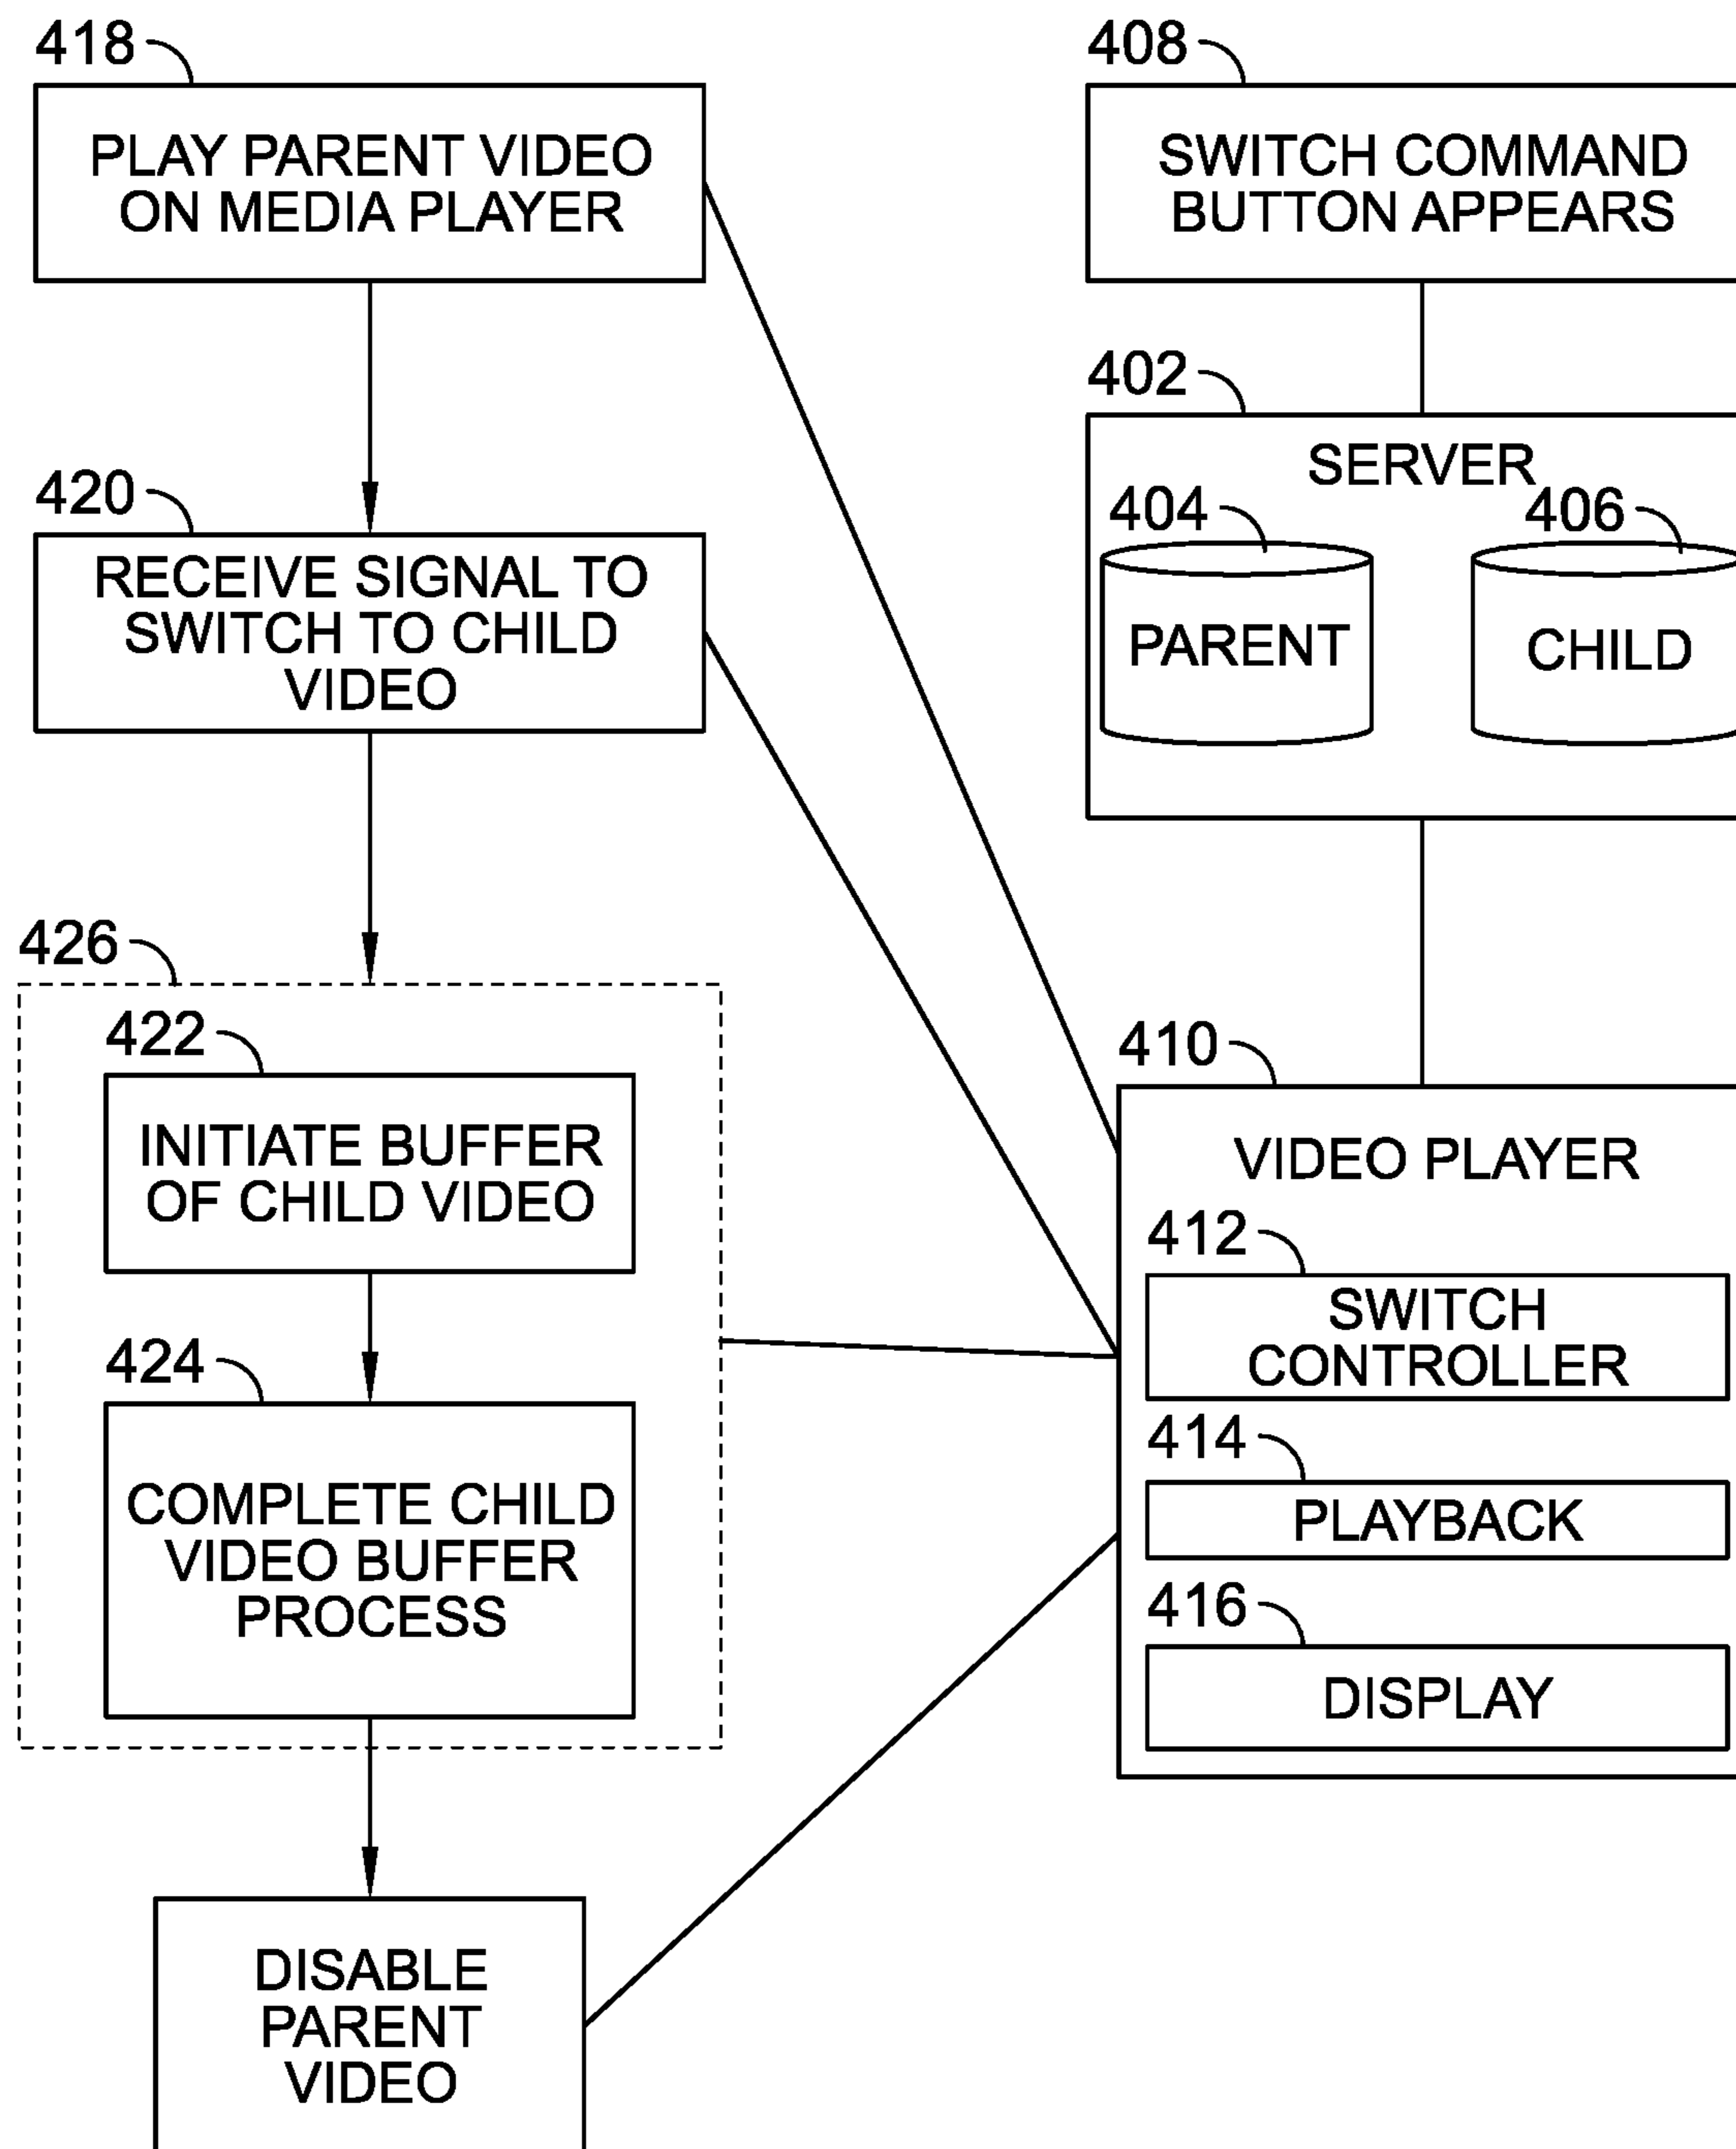 418
PLAY PARENT VIDEO
ON MEDIA PLAYER
420
RECEIVE SIGNAL TO
SWITCH TO CHILD
VIDEO
426
422
INITIATE BUFFER
OF CHILD VIDEO
424
COMPLETE CHILD
VIDEO BUFFER
PROCESS
DISABLE
PARENT
VIDEO
408
SWITCH COMMAND
BUTTON APPEARS
402
SERVER
404
PARENT
406
CHILD
410
VIDEO PLAYER
412
SWITCH
CONTROLLER
414
PLAYBACK
416
DISPLAY